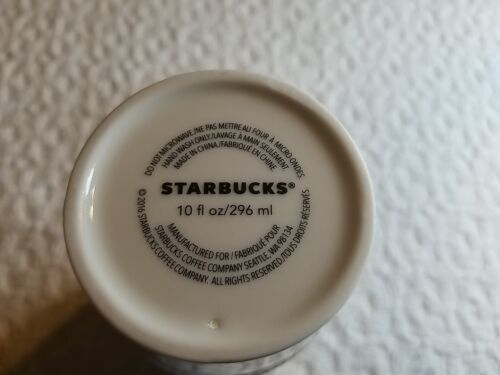 DO NOT MICROWAVE./NE PAS METTRE AU FOUR À MICRO-ONDES
HAND WASH ONLY./LAVAGE À MAIN SEULEMENT
MADE IN CHINA./FABRIQUÉ EN CHINE
STARBUCKS®
10 fl oz/296 ml
MANUFACTURED FOR / FABRIQUÉ POUR
STARBUCKS COFFEE COMPANY SEATTLE, WA 98134
© 2016 STARBUCKS COFFEE COMPANY. ALL RIGHTS RESERVED./TOUS DROITS RÉSERVÉS